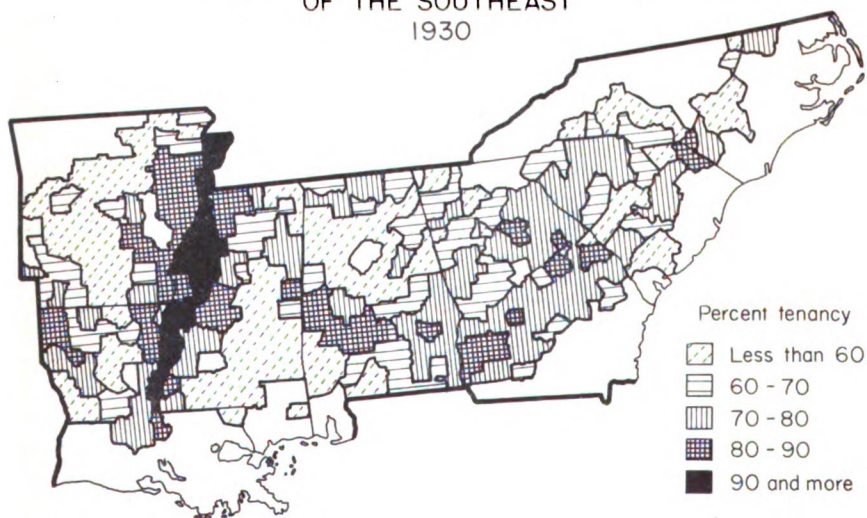 OF THE SOUTHEAST
1930
Percent tenancy
Less than 60
60 - 70
70 - 80
80 - 90
90 and more